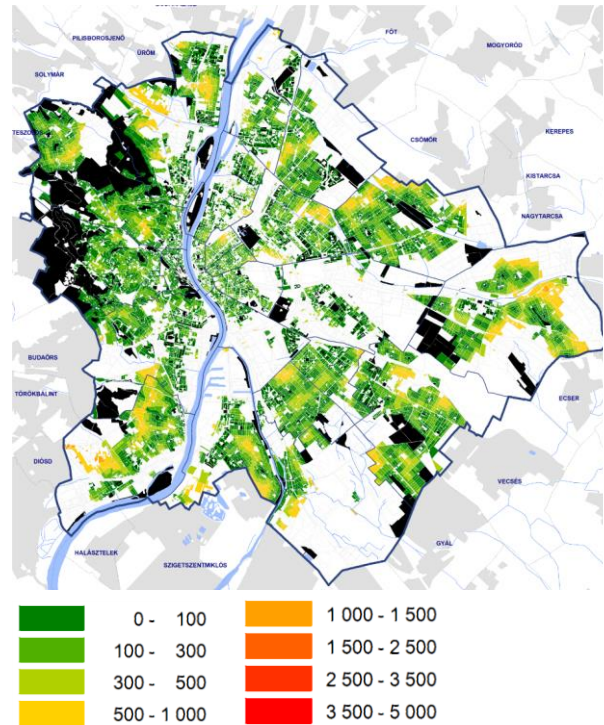 PILISBOROSJENŐ
FÓT
ÜRÖM
MOGYORÓD
SOLYMÁR
CSÖMÖR
KEREPES
KISTARCSA
NAGYTARCSA
BUDAÖRS
TÖRÖKBÁLINT
ECSER
DIÓSD
VECSÉS
GYÁL
HALÁSZTELEK
SZIGETSZENTMIKLÓS
0 - 100
100 - 300
300 - 500
500 - 1 000
1 000 - 1 500
1 500 - 2 500
2 500 - 3 500
3 500 - 5 000